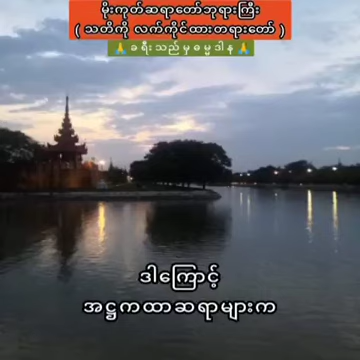 မိုးကုတ်ဆရာတော်ဘုရားကြီး
( သတိကို လက်ကိုင်ထားတရားတော် )
🙏 ခရီးသည်မှဓမ္မဒါန 🙏
ဒါကြောင့်
အဋ္ဌကထာဆရာများက